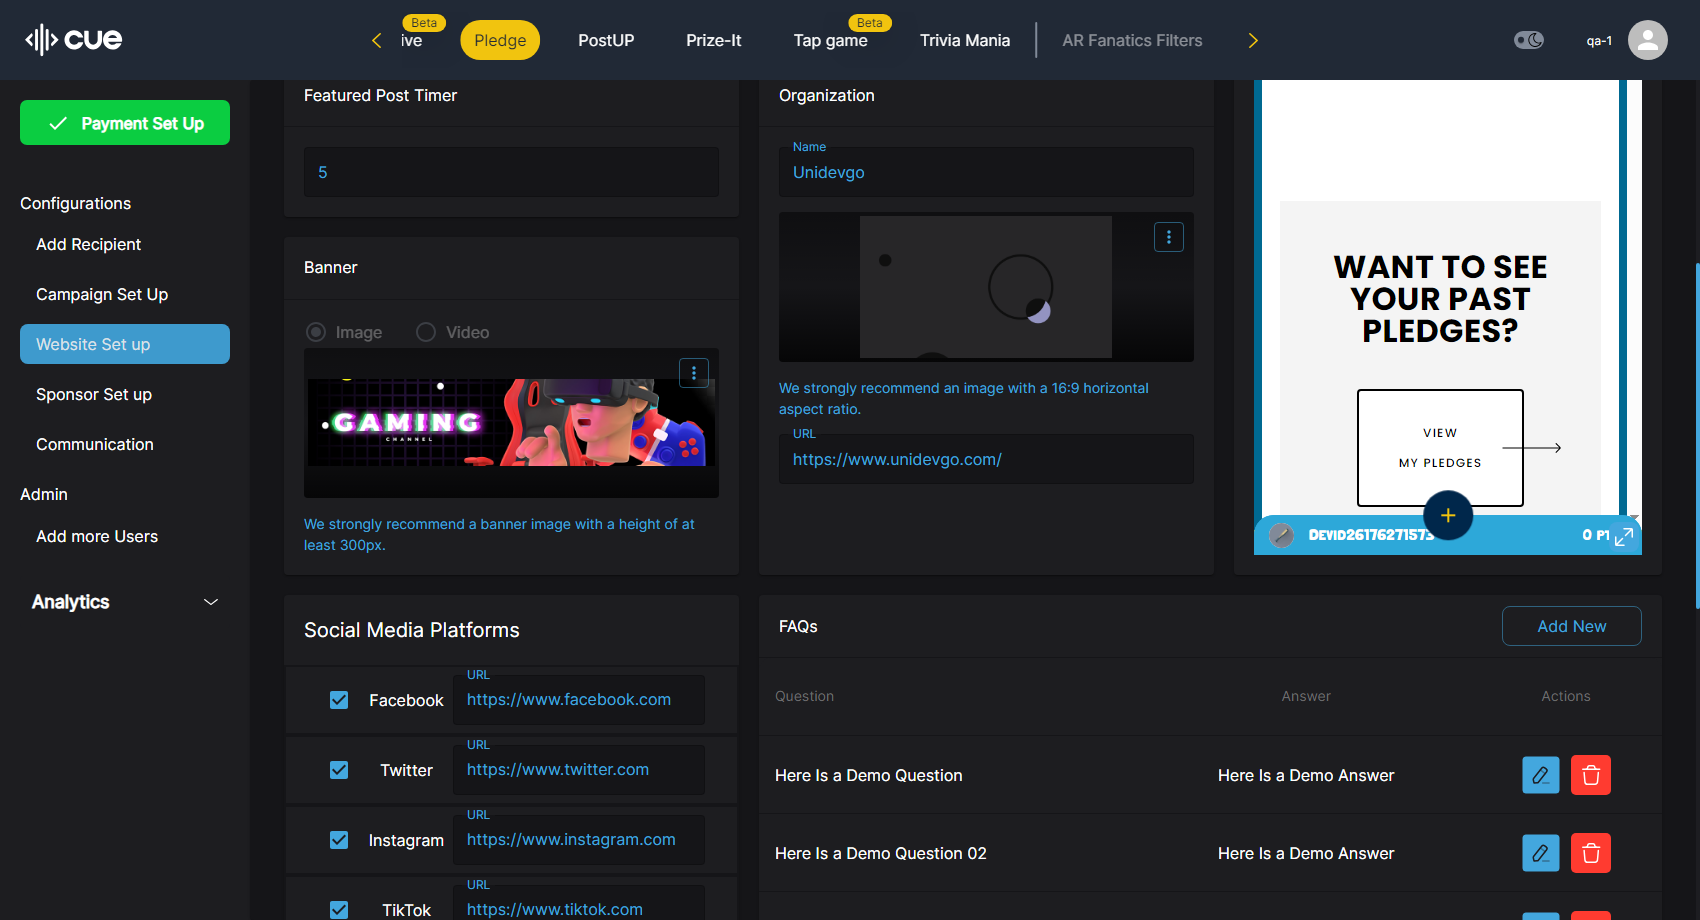 cue
ive
Beta
Pledge
PostUP
Prize-It
Tap game
Beta
Trivia Mania
AR Fanatics Filters
qa-1
Payment Set Up
Configurations
Add Recipient
Campaign Set Up
Website Set up
Sponsor Set up
Communication
Admin
Add more Users
Analytics
Featured Post Timer
5
Banner
Image
Video
GAMING
CHANNEL
We strongly recommend a banner image with a height of at
least 300px.
Organization
Name
Unidevgo
We strongly recommend an image with a 16:9 horizontal
aspect ratio.
URL
https://www.unidevgo.com/
WANT TO SEE
YOUR PAST
PLEDGES?
VIEW
MY PLEDGES
+
DEVID26176271573
0 PT
Social Media Platforms
Facebook
URL
https://www.facebook.com
Twitter
URL
https://www.twitter.com
Instagram
URL
https://www.instagram.com
TikTok
URL
https://www.tiktok.com
FAQs
Add New
Question
Answer
Actions
Here Is a Demo Question
Here Is a Demo Answer
Here Is a Demo Question 02
Here Is a Demo Answer